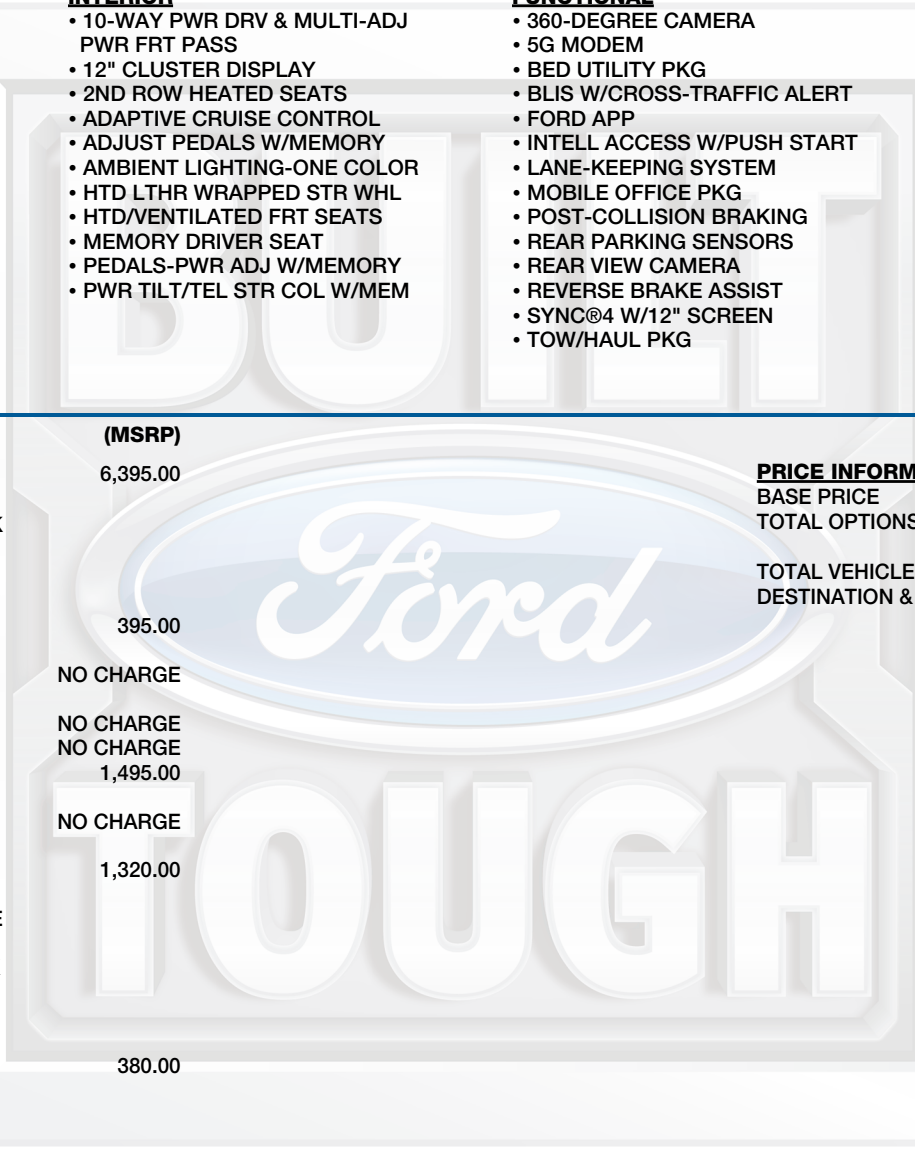 INTERIOR
• 10-WAY PWR DRV & MULTI-ADJ
PWR FRT PASS
• 12" CLUSTER DISPLAY
• 2ND ROW HEATED SEATS
• ADAPTIVE CRUISE CONTROL
• ADJUST PEDALS W/MEMORY
• AMBIENT LIGHTING-ONE COLOR
• HTD LTHR WRAPPED STR WHL
• HTD/VENTILATED FRT SEATS
• MEMORY DRIVER SEAT
• PEDALS-PWR ADJ W/MEMORY
• PWR TILT/TEL STR COL W/MEM
FUNCTIONAL
• 360-DEGREE CAMERA
• 5G MODEM
• BED UTILITY PKG
• BLIS W/CROSS-TRAFFIC ALERT
• FORD APP
• INTELL ACCESS W/PUSH START
• LANE-KEEPING SYSTEM
• MOBILE OFFICE PKG
• POST-COLLISION BRAKING
• REAR PARKING SENSORS
• REAR VIEW CAMERA
• REVERSE BRAKE ASSIST
• SYNC®4 W/12" SCREEN
• TOW/HAUL PKG
BUILT
(MSRP)
6,395.00
395.00
NO CHARGE
NO CHARGE
NO CHARGE
1,495.00
NO CHARGE
1,320.00
380.00
Ford
TOUGH
PRICE INFORM
BASE PRICE
TOTAL OPTIONS
TOTAL VEHICLE
DESTINATION &